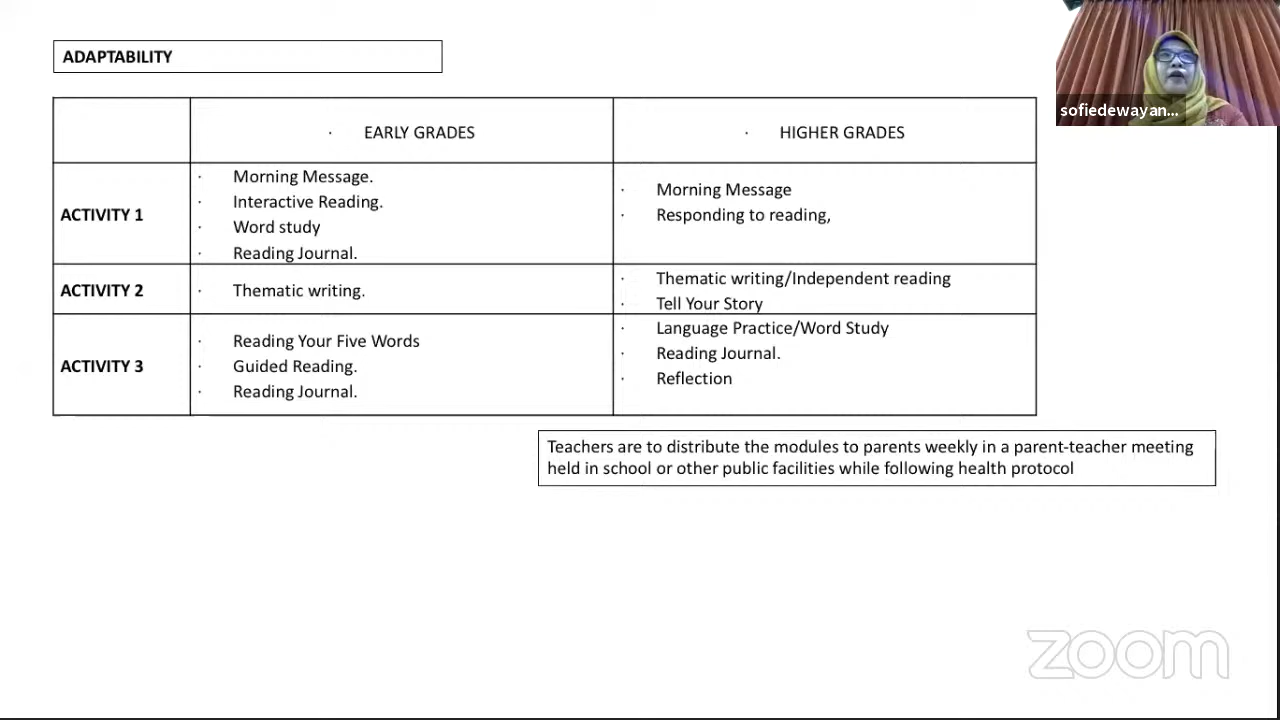 ADAPTABILITY
sofiedewayan...
· EARLY GRADES
· HIGHER GRADES
ACTIVITY 1
· Morning Message.
· Interactive Reading.
· Word study
· Reading Journal.
· Morning Message
· Responding to reading,
ACTIVITY 2
· Thematic writing.
· Thematic writing/Independent reading
· Tell Your Story
ACTIVITY 3
· Reading Your Five Words
· Guided Reading.
· Reading Journal.
· Language Practice/Word Study
· Reading Journal.
· Reflection
Teachers are to distribute the modules to parents weekly in a parent-teacher meeting
held in school or other public facilities while following health protocol
zoom